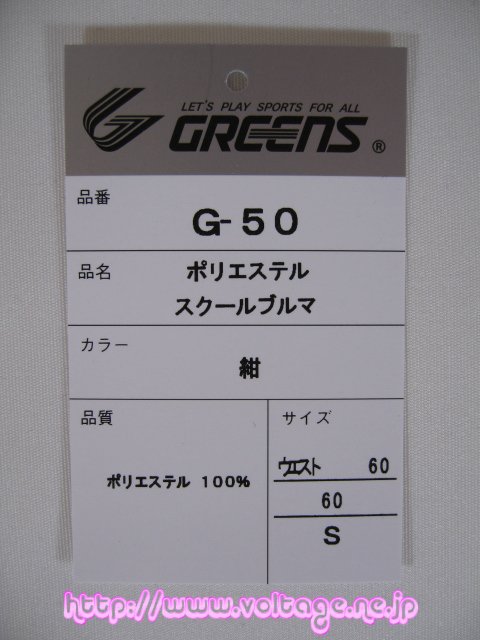 LET'S PLAY SPORTS FOR ALL
GREENS ®
品番
G-50
品名
ポリエステル
スクールブルマ
カラー
紺
品質
ポリエステル 100%
サイズ
ウエスト 60
60
S
http://www.voltage.ne.jp